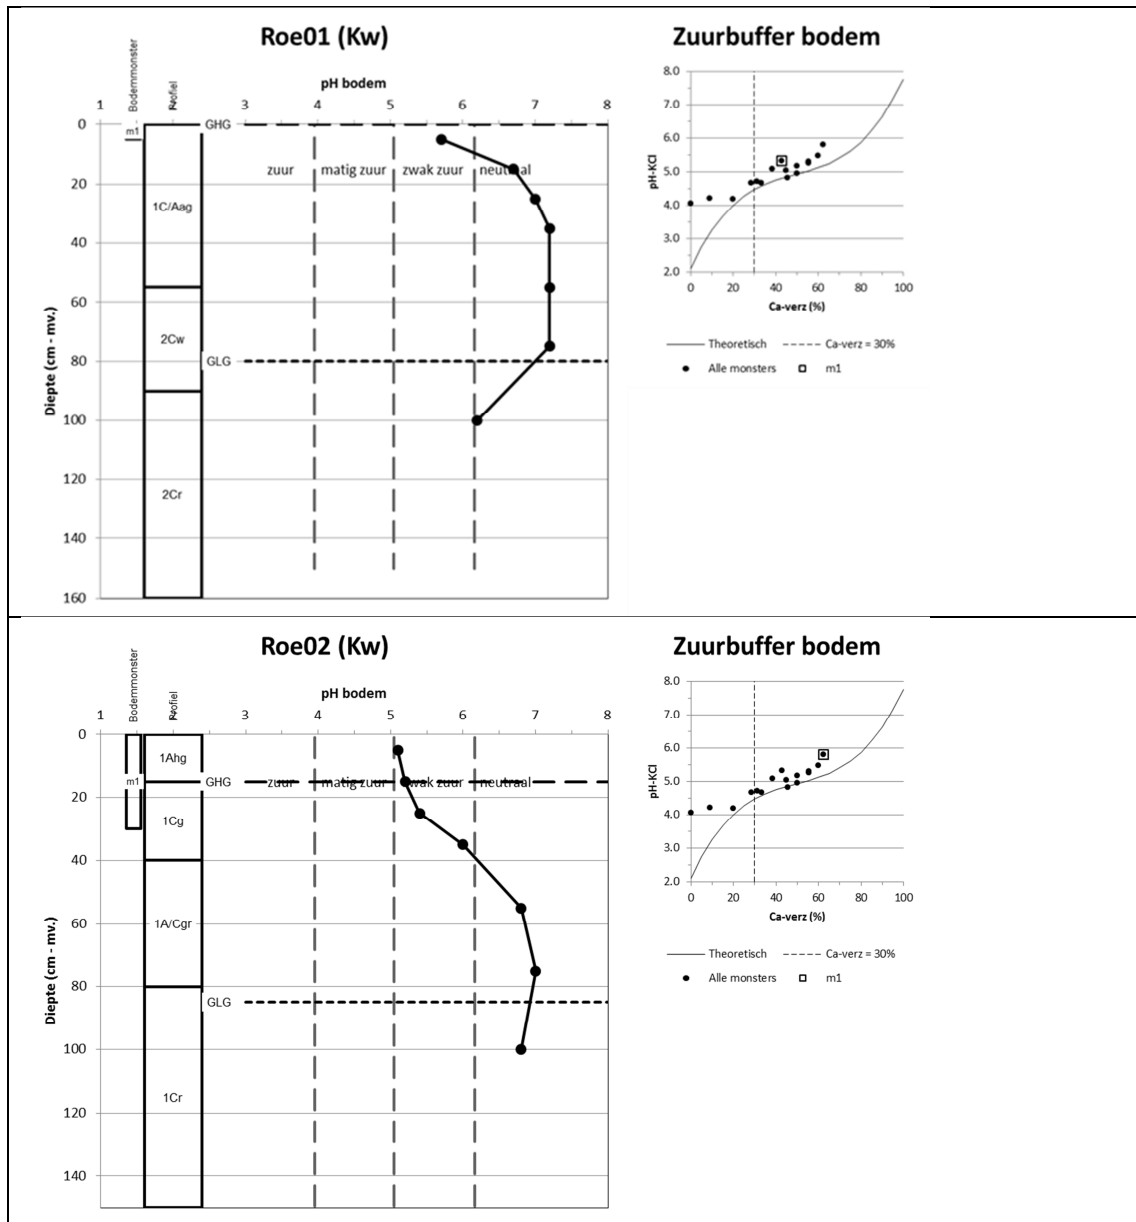 Roe01 (Kw)
Zuurbuffer bodem
Bodemmonster
Profiel
pH bodem
1 2 3 4 5 6 7 8
0
20
40
60
80
100
120
140
160
Diepte (cm - mv.)
m1
GHG
zuur matig zuur zwak zuur neutraal
1C/Aag
2Cw
GLG
2Cr
8.0
7.0
6.0
5.0
4.0
3.0
2.0
pH-KCl
0 20 40 60 80 100
Ca-verz (%)
Theoretisch Ca-verz = 30%
Alle monsters m1
Roe02 (Kw)
Zuurbuffer bodem
Bodemmonster
Profiel
pH bodem
1 2 3 4 5 6 7 8
0
20
40
60
80
100
120
140
Diepte (cm - mv.)
1Ahg
m1
GHG
zuur matig zuur zwak zuur neutraal
1Cg
1A/Cgr
GLG
1Cr
8.0
7.0
6.0
5.0
4.0
3.0
2.0
pH-KCl
0 20 40 60 80 100
Ca-verz (%)
Theoretisch Ca-verz = 30%
Alle monsters m1